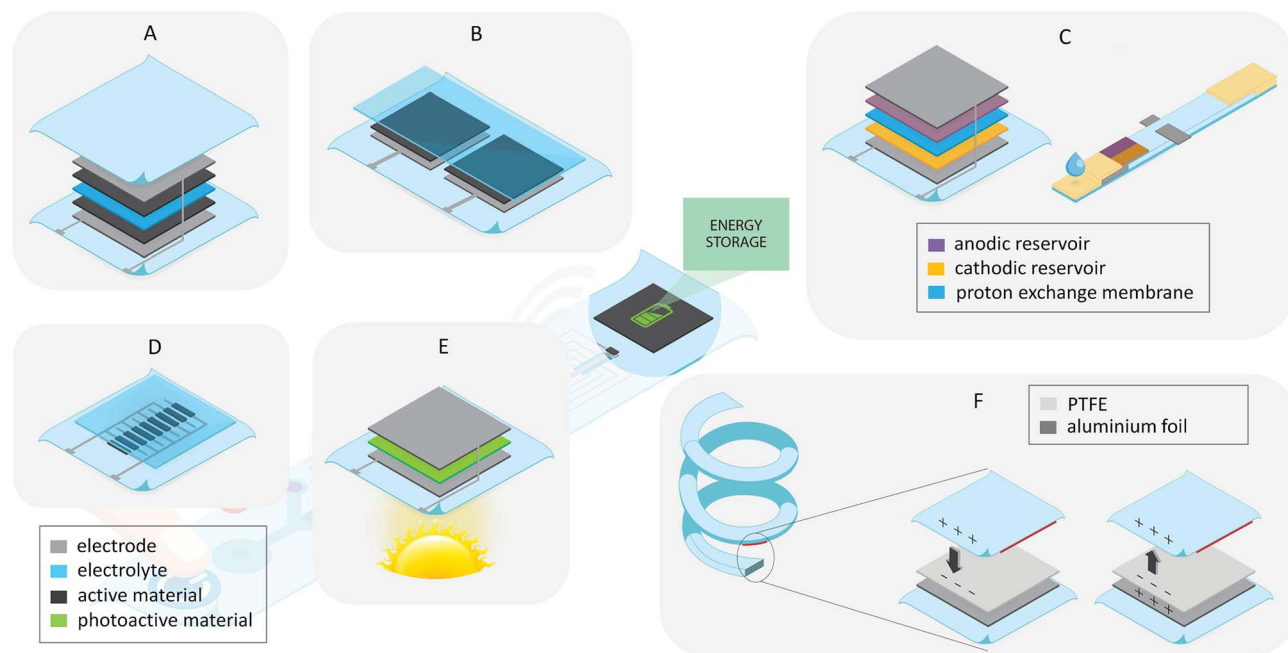 A
B
C
anodic reservoir
cathodic reservoir
proton exchange membrane
ENERGY
STORAGE
D
electrode
electrolyte
active material
photoactive material
E
F
PTFE
aluminium foil
+ + +
- - -
+ + +
- - -
+ + +